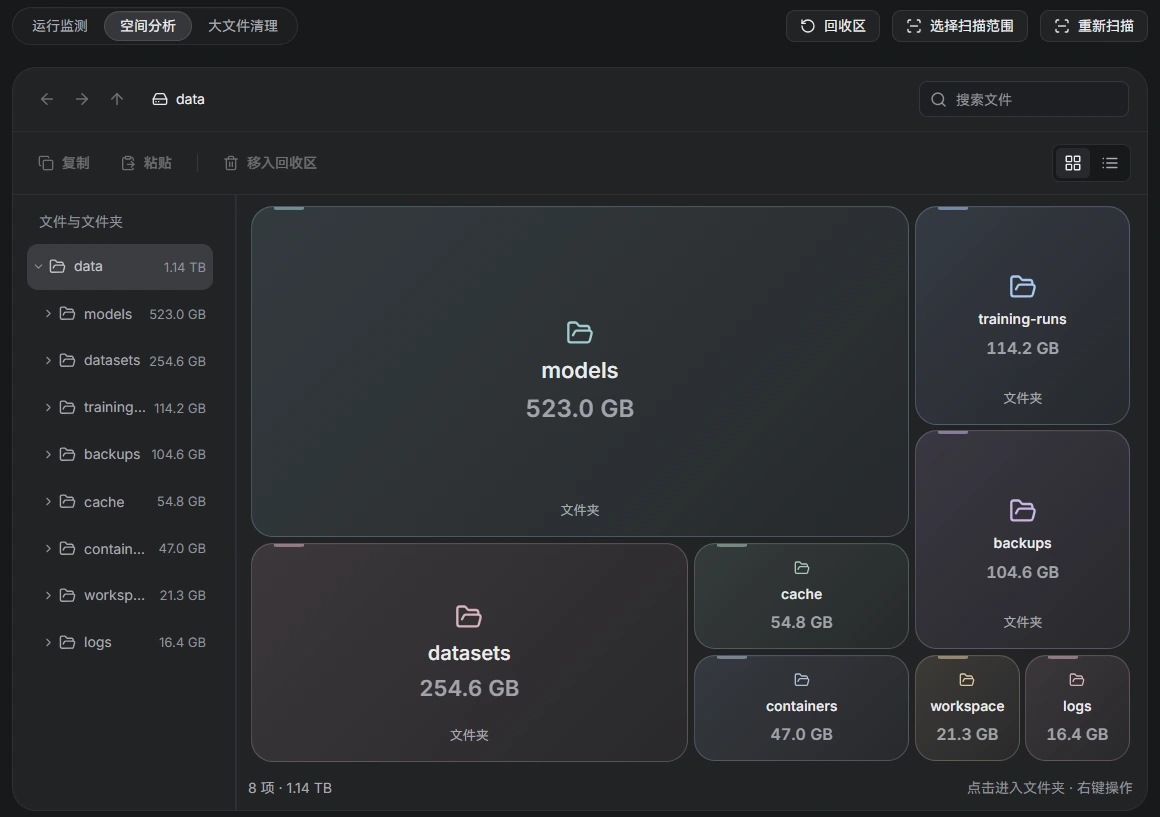 运行监测 空间分析 大文件清理 回收区 选择扫描范围 重新扫描
data 搜索文件
复制 粘贴 移入回收区
文件与文件夹
data 1.14 TB
models 523.0 GB
datasets 254.6 GB
training... 114.2 GB
backups 104.6 GB
cache 54.8 GB
contain... 47.0 GB
worksp... 21.3 GB
logs 16.4 GB
models
523.0 GB
文件夹
training-runs
114.2 GB
文件夹
datasets
254.6 GB
文件夹
cache
54.8 GB
containers
47.0 GB
backups
104.6 GB
文件夹
workspace
21.3 GB
logs
16.4 GB
8 项 · 1.14 TB 点击进入文件夹 · 右键操作